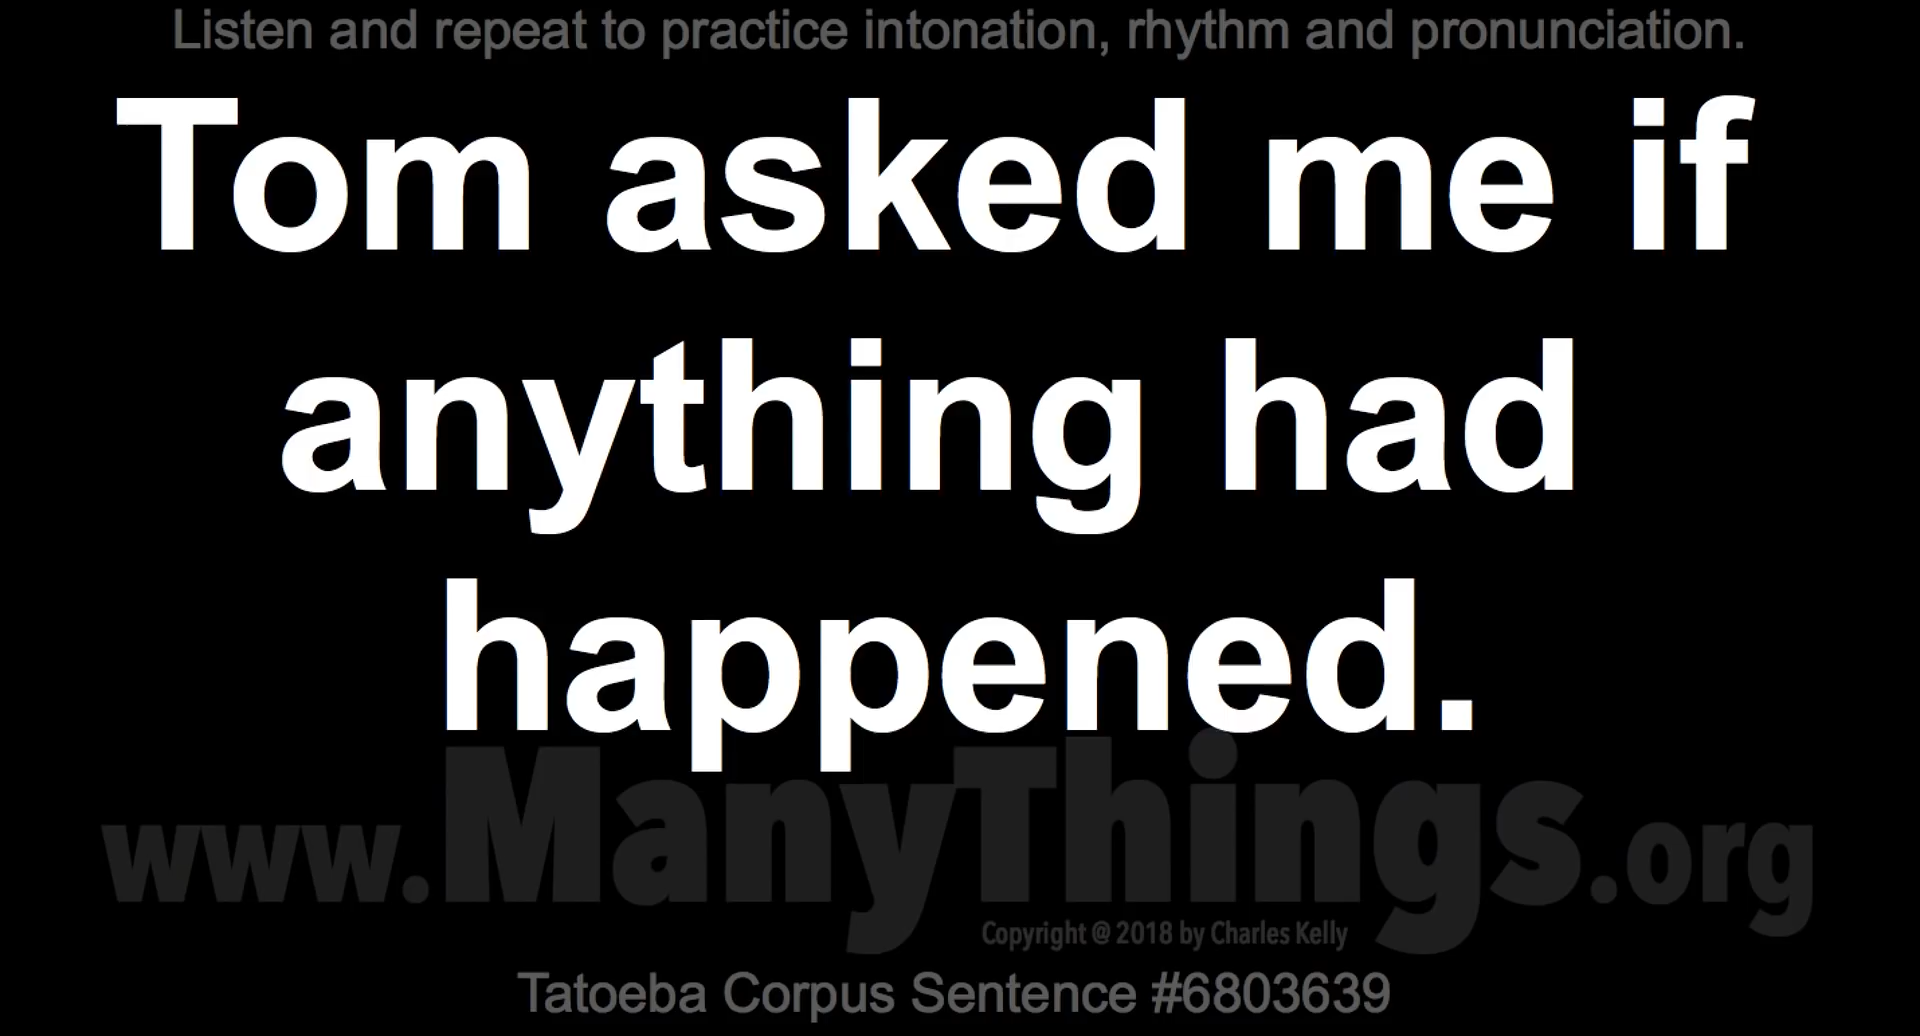 Listen and repeat to practice intonation, rhythm and pronunciation.
Tom asked me if
anything had
happened.
www.ManyThings.org
Copyright @ 2018 by Charles Kelly
Tatoeba Corpus Sentence #6803639